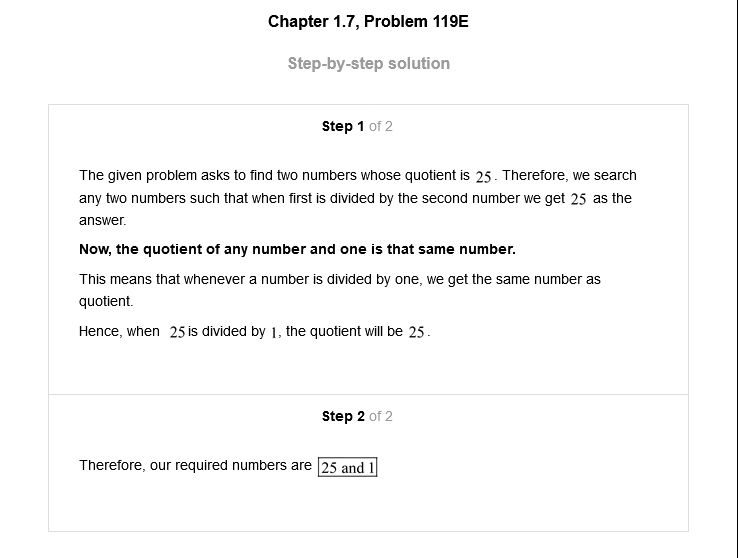 Chapter 1.7, Problem 119E
Step-by-step solution
Step 1 of 2
The given problem asks to find two numbers whose quotient is 25. Therefore, we search
any two numbers such that when first is divided by the second number we get 25 as the
answer.
Now, the quotient of any number and one is that same number.
This means that whenever a number is divided by one, we get the same number as
quotient.
Hence, when 25 is divided by 1, the quotient will be 25.
Step 2 of 2
Therefore, our required numbers are 25 and 1